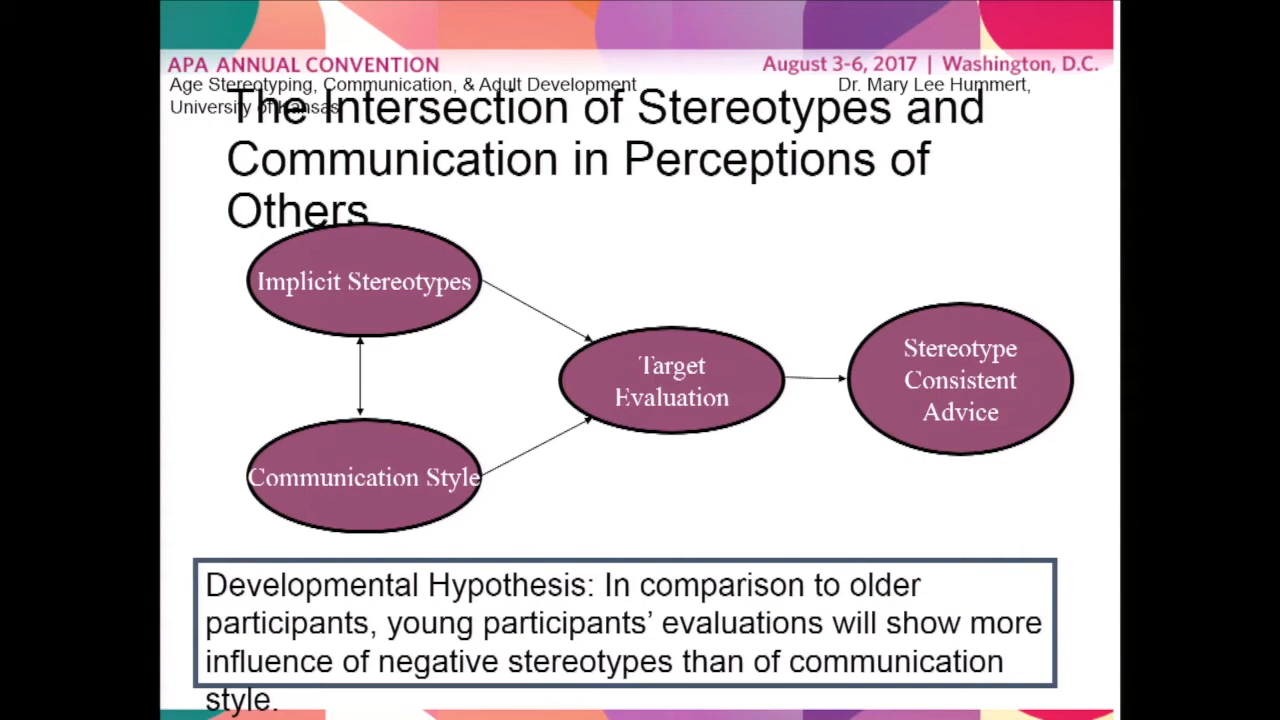 APA ANNUAL CONVENTION
August 3-6, 2017 | Washington, D.C.
Age Stereotyping, Communication, & Adult Development
Dr. Mary Lee Hummert,
University of Kansas
The Intersection of Stereotypes and
Communication in Perceptions of
Others
Implicit Stereotypes
Target
Evaluation
Stereotype
Consistent
Advice
Communication Style
Developmental Hypothesis: In comparison to older
participants, young participants’ evaluations will show more
influence of negative stereotypes than of communication
style.